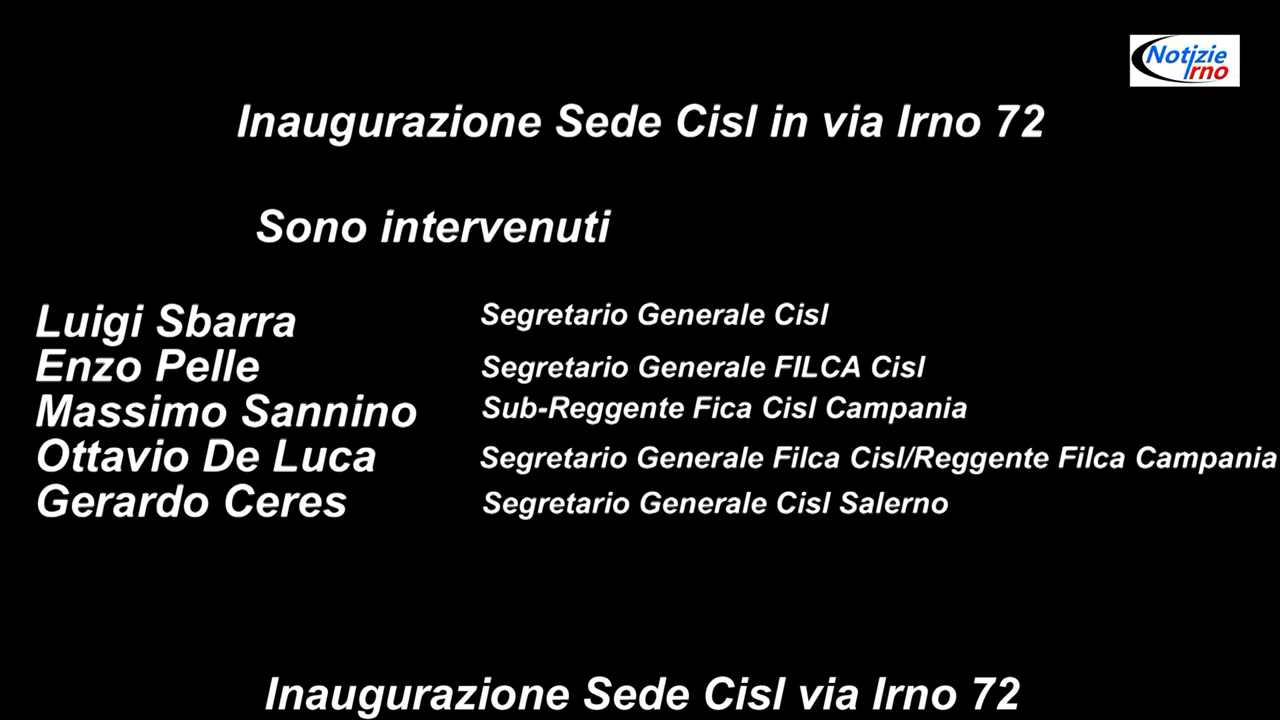 Notizie
Irno
Inaugurazione Sede Cisl in via Irno 72
Sono intervenuti
Luigi Sbarra Segretario Generale Cisl
Enzo Pelle Segretario Generale FILCA Cisl
Massimo Sannino Sub-Reggente Fica Cisl Campania
Ottavio De Luca Segretario Generale Filca Cisl/Reggente Filca Campania
Gerardo Ceres Segretario Generale Cisl Salerno
Inaugurazione Sede Cisl via Irno 72